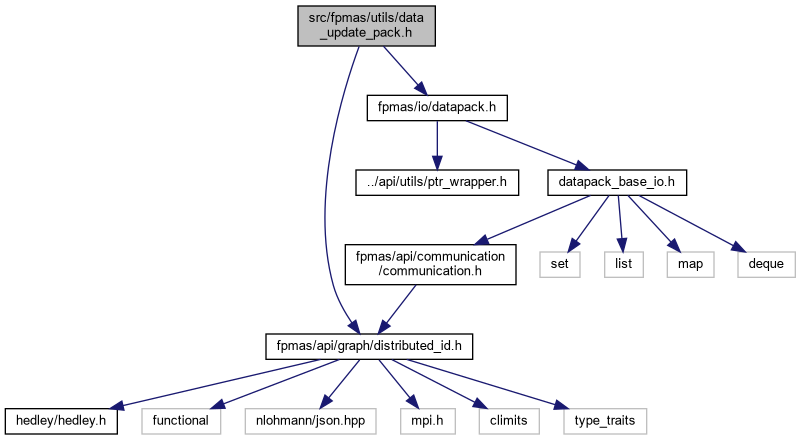 src/fpmas/utils/data
_update_pack.h
fpmas/io/datapack.h
../api/utils/ptr_wrapper.h
datapack_base_io.h
fpmas/api/communication
/communication.h
set
list
map
deque
fpmas/api/graph/distributed_id.h
hedley/hedley.h
functional
nlohmann/json.hpp
mpi.h
climits
type_traits